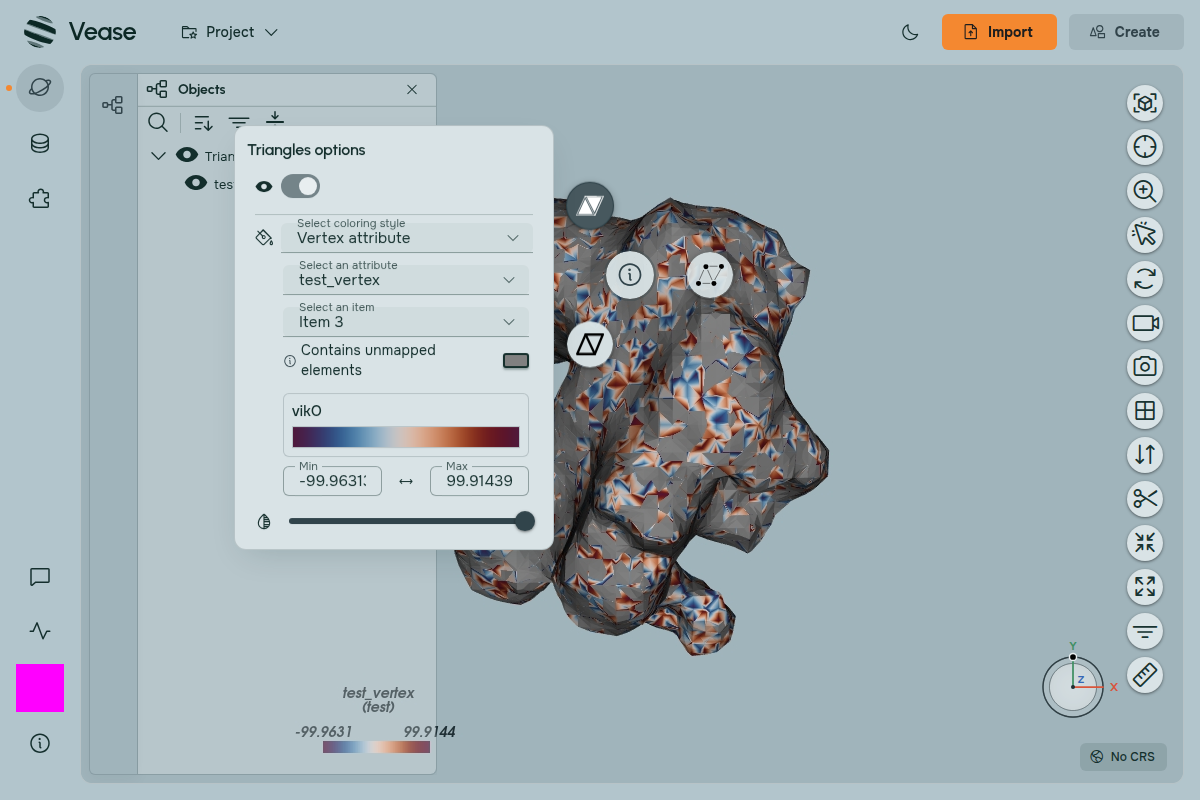 Vease
Project
Import
Create
Objects
Trian
tes
Triangles options
Select coloring style
Vertex attribute
Select an attribute
test_vertex
Select an item
Item 3
Contains unmapped
elements
vikO
Min
-99.9631
Max
99.91439
test_vertex
(test)
-99.9631
99.9144
Y
Z
X
No CRS